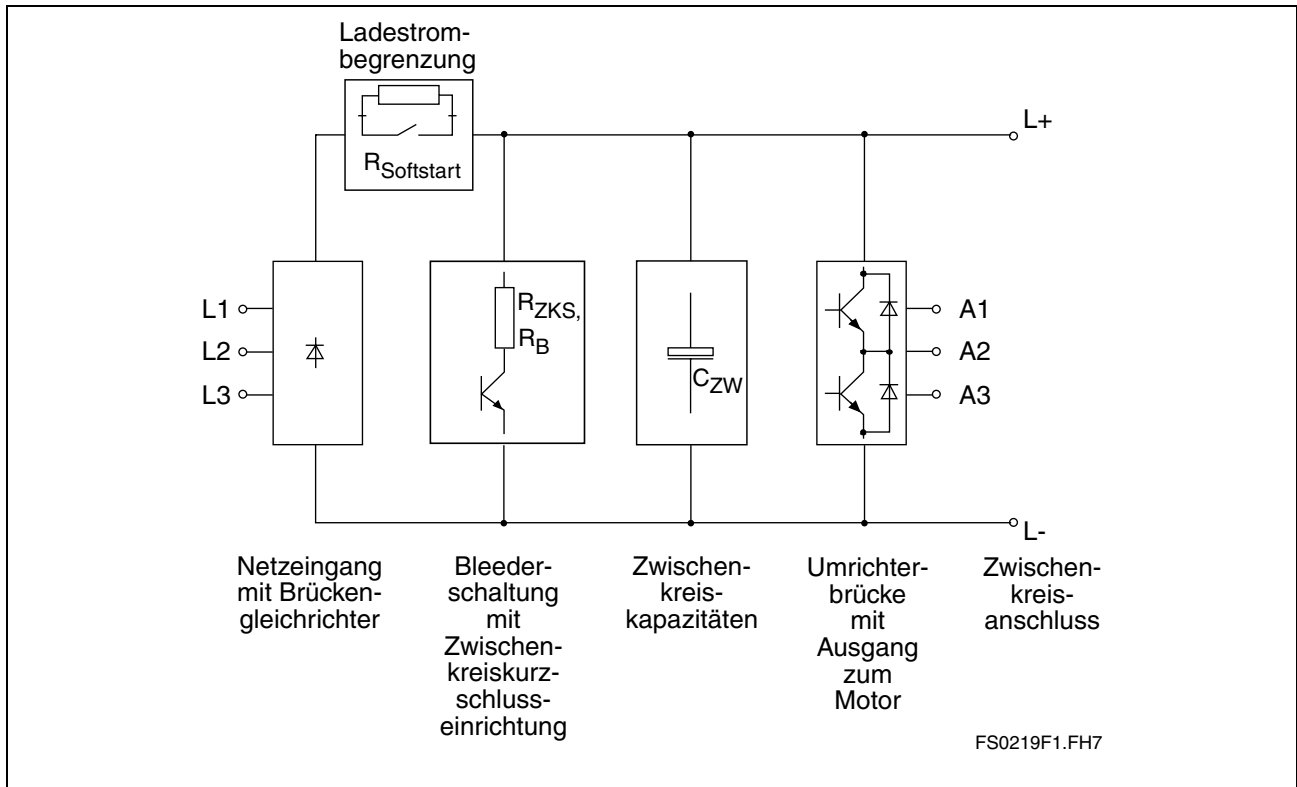 Ladestrom-
begrenzung
RSoftstart
L+
L1
L2
L3
RZKS,
RB
CZW
A1
A2
A3
L-
Netzeingang
mit Brücken-
gleichrichter
Bleeder-
schaltung
mit
Zwischen-
kreiskurz-
schluss-
einrichtung
Zwischen-
kreis-
kapazitäten
Umrichter-
brücke
mit
Ausgang
zum
Motor
Zwischen-
kreis-
anschluss
FS0219F1.FH7